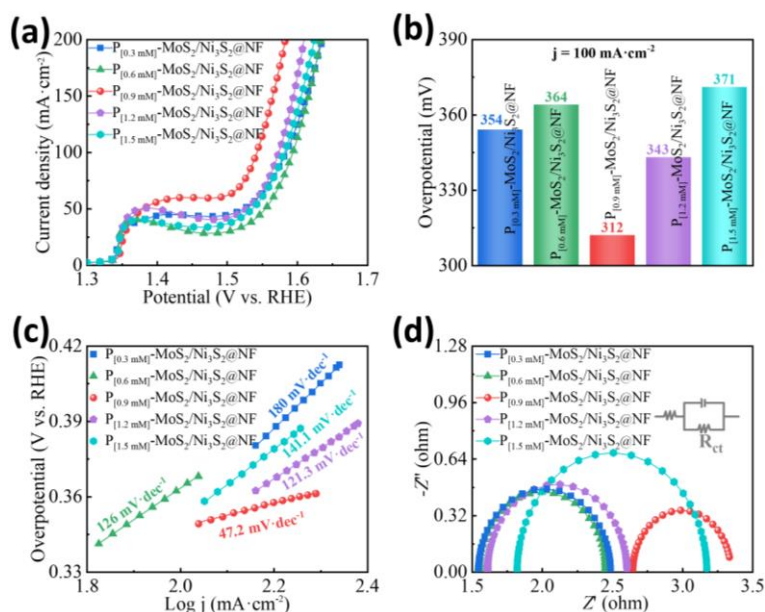 (a)
200
150
100
50
0
Current density (mA·cm⁻²)
P[0.3 mM]-MoS₂/Ni₃S₂@NF
P[0.6 mM]-MoS₂/Ni₃S₂@NF
P[0.9 mM]-MoS₂/Ni₃S₂@NF
P[1.2 mM]-MoS₂/Ni₃S₂@NF
P[1.5 mM]-MoS₂/Ni₃S₂@NF
1.3 1.4 1.5 1.6 1.7
Potential (V vs. RHE)
(b)
j = 100 mA·cm⁻²
390
360
330
300
Overpotential (mV)
354
364
312
343
371
P[0.3 mM]-MoS₂/Ni₃S₂@NF
P[0.6 mM]-MoS₂/Ni₃S₂@NF
P[0.9 mM]-MoS₂/Ni₃S₂@NF
P[1.2 mM]-MoS₂/Ni₃S₂@NF
P[1.5 mM]-MoS₂/Ni₃S₂@NF
(c)
0.42
0.39
0.36
0.33
Overpotential (V vs. RHE)
P[0.3 mM]-MoS₂/Ni₃S₂@NF
P[0.6 mM]-MoS₂/Ni₃S₂@NF
P[0.9 mM]-MoS₂/Ni₃S₂@NF
P[1.2 mM]-MoS₂/Ni₃S₂@NF
P[1.5 mM]-MoS₂/Ni₃S₂@NF
180 mV·dec⁻¹
141.1 mV·dec⁻¹
121.3 mV·dec⁻¹
126 mV·dec⁻¹
47.2 mV·dec⁻¹
1.8 2.0 2.2 2.4
Log j (mA·cm⁻²)
(d)
1.28
0.96
0.64
0.32
0.00
-Z'' (ohm)
P[0.3 mM]-MoS₂/Ni₃S₂@NF
P[0.6 mM]-MoS₂/Ni₃S₂@NF
P[0.9 mM]-MoS₂/Ni₃S₂@NF
P[1.2 mM]-MoS₂/Ni₃S₂@NF
P[1.5 mM]-MoS₂/Ni₃S₂@NF
Rct
1.5 2.0 2.5 3.0 3.5
Z' (ohm)